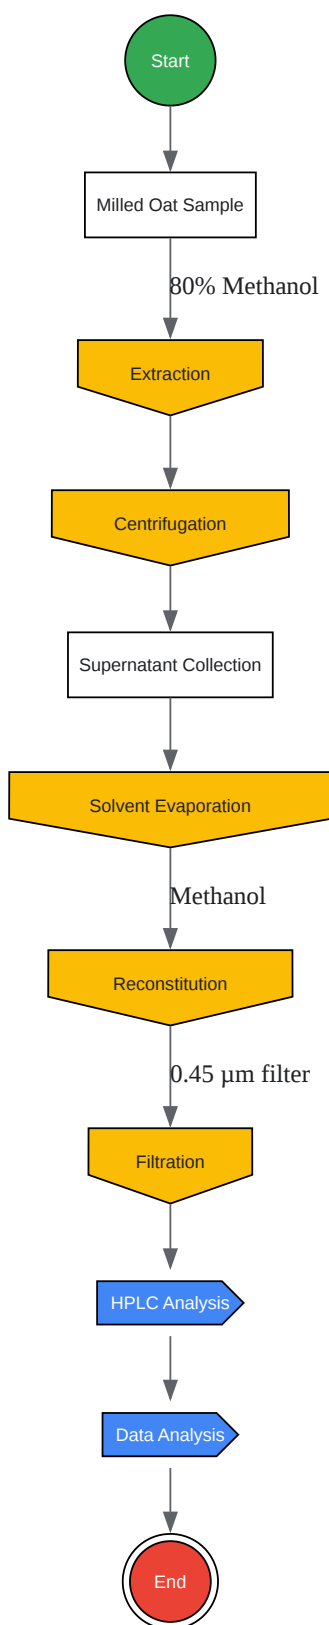 Start
Milled Oat Sample
80% Methanol
Extraction
Centrifugation
Supernatant Collection
Solvent Evaporation
Methanol
Reconstitution
0.45 µm filter
Filtration
HPLC Analysis
Data Analysis
End